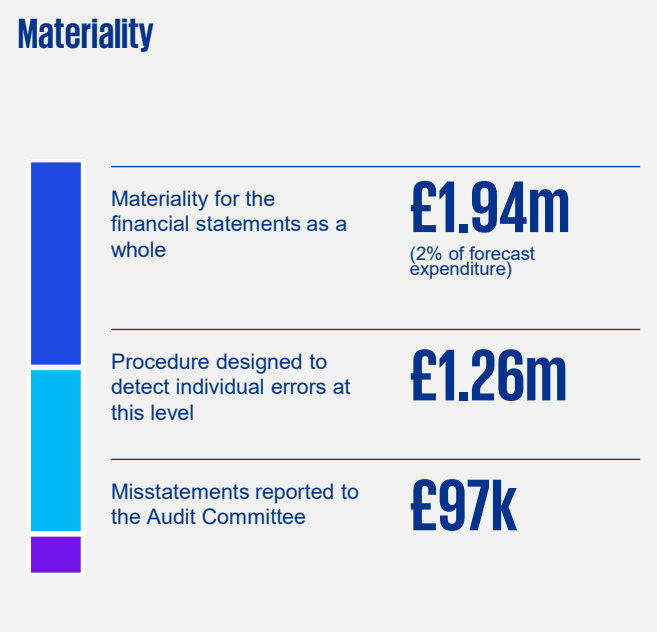 Materiality
Materiality for the
financial statements as a
whole
£1.94m
(2% of forecast
expenditure)
Procedure designed to
detect individual errors at
this level
£1.26m
Misstatements reported to
the Audit Committee
£97k